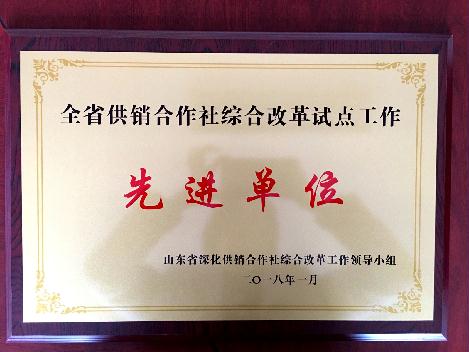 全省供销合作社综合改革试点工作
先进单位
山东省深化供销合作社综合改革工作领导小组
二〇一八年一月